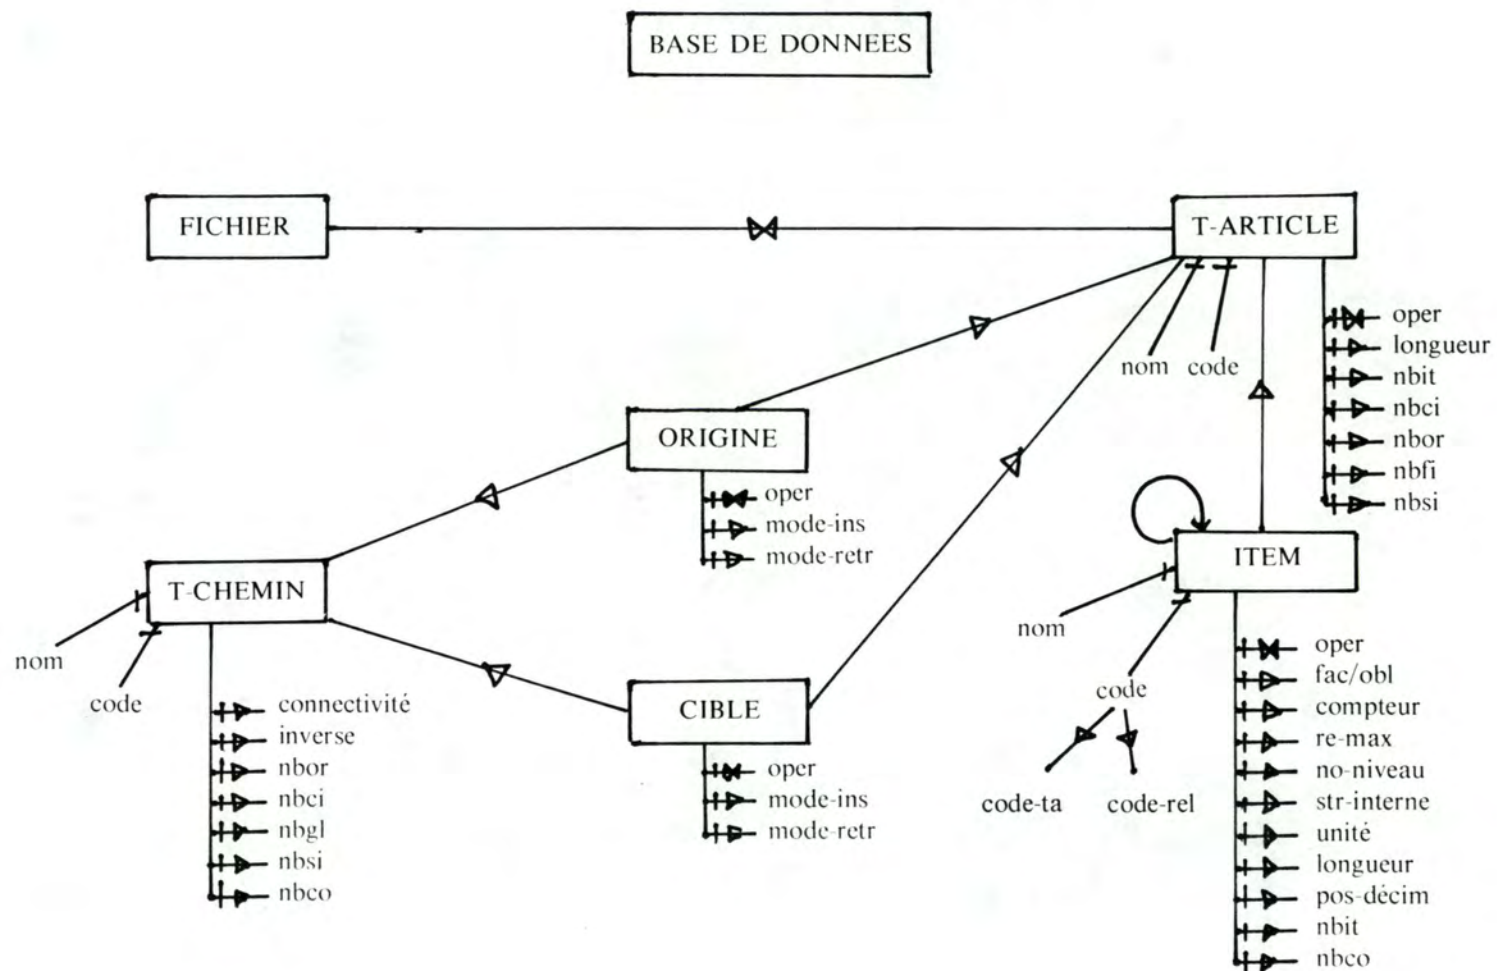 BASE DE DONNEES
FICHIER
T-ARTICLE
nom
code
oper
longueur
nbit
nbci
nbor
nbfi
nbsi
ORIGINE
oper
mode-ins
mode-retr
T-CHEMIN
nom
code
connectivité
inverse
nbor
nbci
nbgl
nbsi
nbco
CIBLE
oper
mode-ins
mode-retr
ITEM
nom
code
code-ta
code-rel
oper
fac/obl
compteur
re-max
no-niveau
str-interne
unité
longueur
pos-décim
nbit
nbco